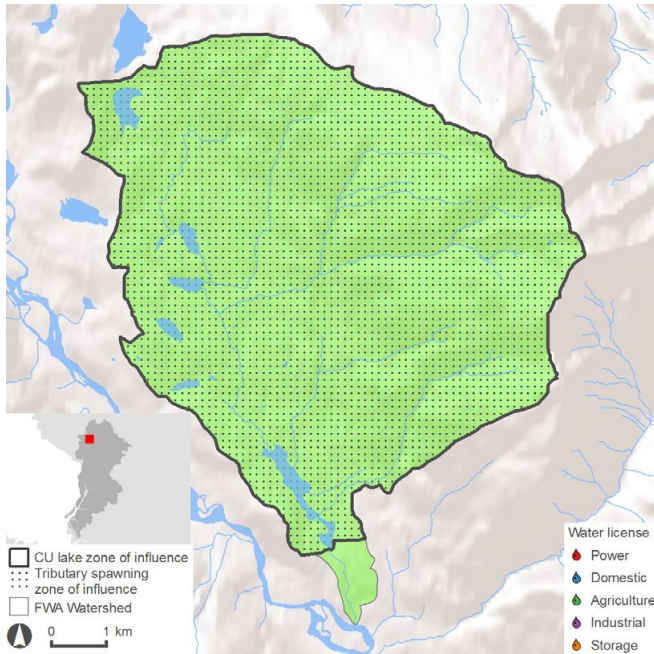 CU lake zone of influence
Tributary spawning
zone of influence
FWA Watershed
0 1 km
Water license
Power
Domestic
Agriculture
Industrial
Storage